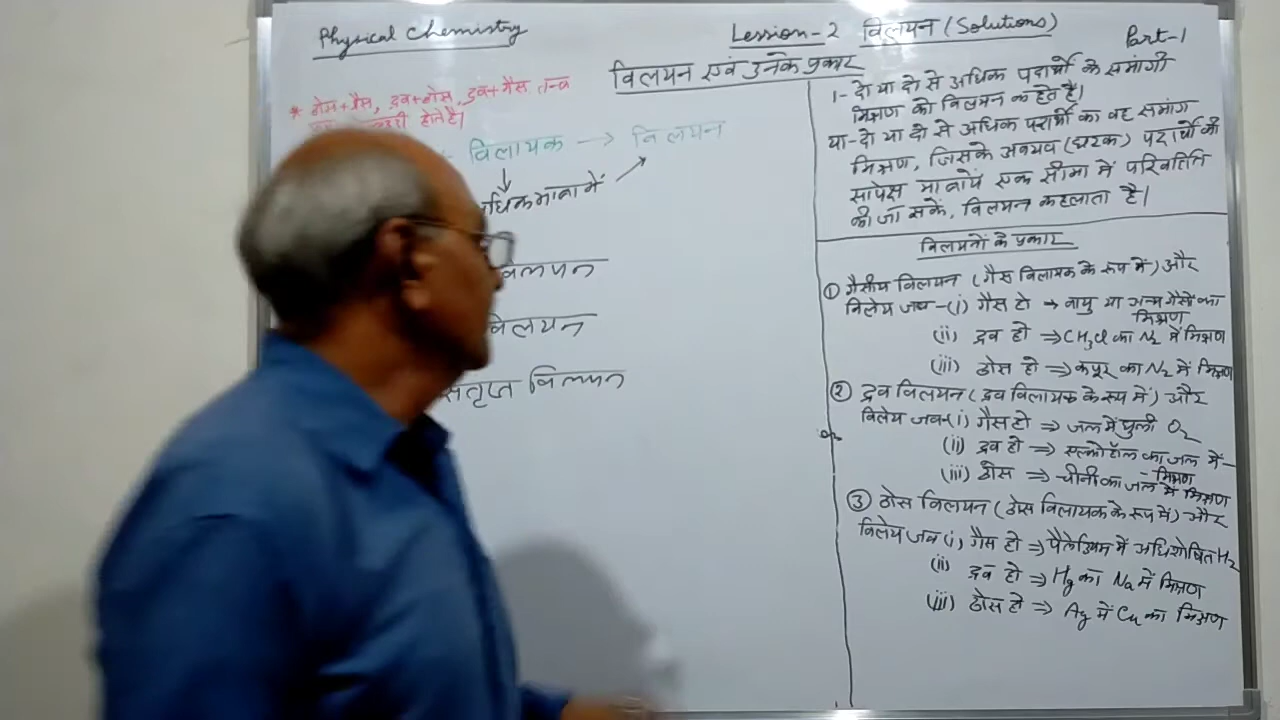 Physical Chemistry
Lession-2 विलयन (Solutions)
Part-1
विलयन एवं उनके प्रकार
* ठोस+गैस, द्रव+ठोस, द्रव+गैस
होते हैं।
विलायक → विलयन
मात्रा में
विलयन
विलयन
विलयन
1- दो या दो से अधिक पदार्थों के समांगी
मिश्रण को विलयन कहते हैं।
या- दो या दो से अधिक पदार्थों का वह समांग
मिश्रण, जिसके अवयव (घटक) पदार्थों की
सापेक्ष मात्रायें एक सीमा में परिवर्तित
की जा सकें, विलयन कहलाता है।
विलयनों के प्रकार
① गैसीय विलयन (गैस विलायक के रूप में) और
विलेय जब-(i) गैस हो → वायु या अन्य गैसों का
मिश्रण
(ii) द्रव हो ⇒ CH3Cl का N2 में मिश्रण
(iii) ठोस हो ⇒ कपूर का N2 में मिश्रण
② द्रव विलयन (द्रव विलायक के रूप में) और
विलेय जब-(i) गैस हो ⇒ जल में घुली O2
(ii) द्रव हो ⇒ एल्कोहॉल का जल में-
-मिश्रण
(iii) ठोस ⇒ चीनी का जल में मिश्रण
③ ठोस विलयन (ठोस विलायक के रूप में) और
विलेय जब (i) गैस हो ⇒ पैलेडियम में अधिशोषित H2
(ii) द्रव हो ⇒ Hg का Na में मिश्रण
(iii) ठोस हो ⇒ Ag में Cu का मिश्रण